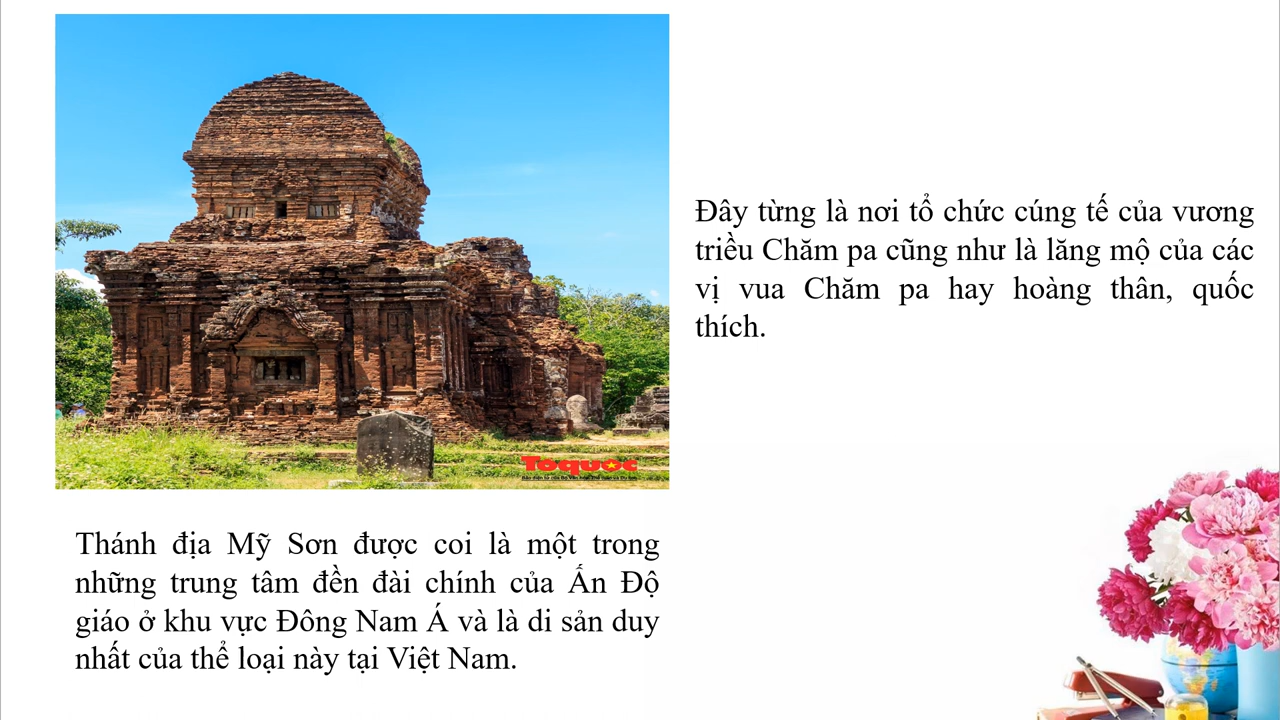 Đây từng là nơi tổ chức cúng tế của vương
triều Chăm pa cũng như là lăng mộ của các
vị vua Chăm pa hay hoàng thân, quốc
thích.
Tổquốc
Thánh địa Mỹ Sơn được coi là một trong
những trung tâm đền đài chính của Ấn Độ
giáo ở khu vực Đông Nam Á và là di sản duy
nhất của thể loại này tại Việt Nam.